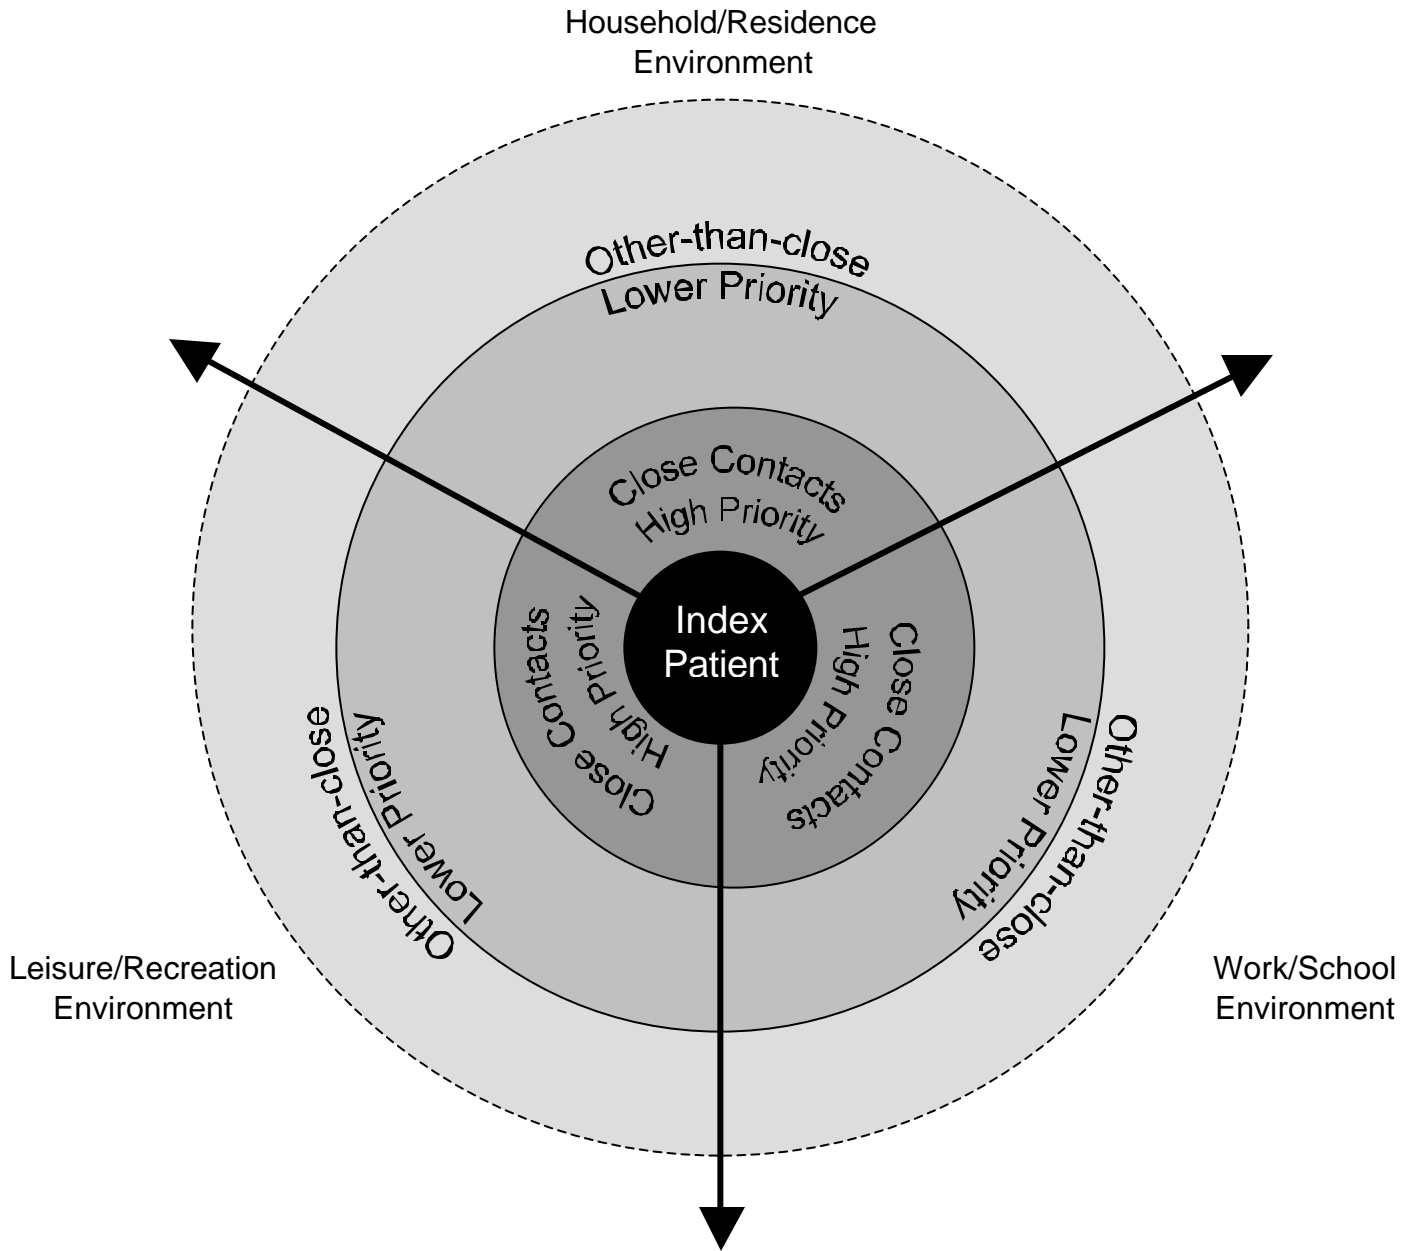 Household/Residence
Environment
Other-than-close
Lower Priority
Close Contacts
High Priority
Index
Patient
Close Contacts
High Priority
High Priority
Close Contacts
Other-than-close
Lower Priority
Lower Priority
Other-than-close
Leisure/Recreation
Environment
Work/School
Environment